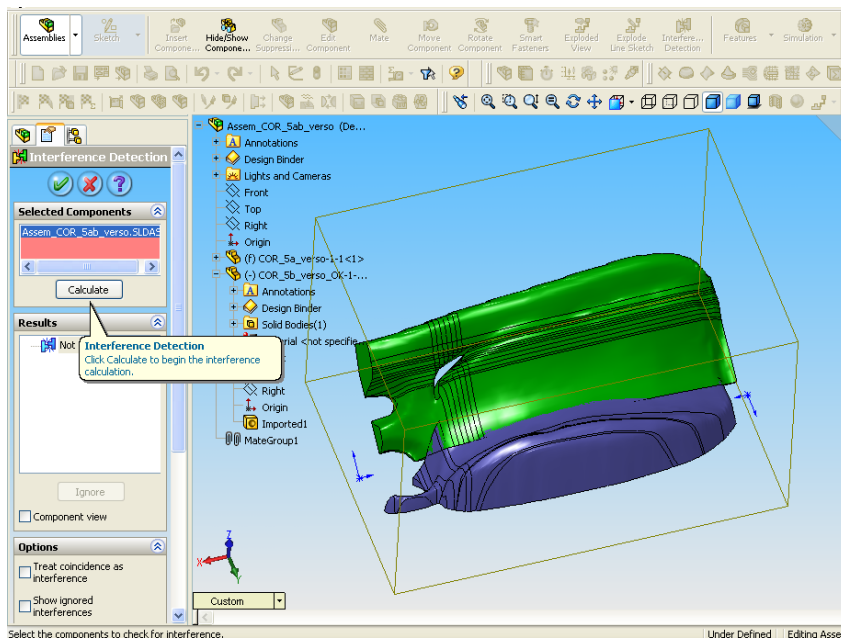 Assemblies
Sketch
Insert
Compone...
Hide/Show
Compone...
Change
Suppressi...
Edit
Component
Mate
Move
Component
Rotate
Component
Smart
Fasteners
Exploded
View
Explode
Line Sketch
Interfere...
Detection
Features
Simulation
Interference Detection
Selected Components
Assem_COR_5ab_verso.SLDAS
Calculate
Results
Not
Interference Detection
Click Calculate to begin the interference
calculation.
Ignore
Component view
Options
Treat coincidence as
interference
Show ignored
interferences
Assem_COR_5ab_verso (De...
Annotations
Design Binder
Lights and Cameras
Front
Top
Right
Origin
(f) COR_5a_verso-1-1<1>
(-) COR_5b_verso_OK-1-...
Annotations
Design Binder
Solid Bodies(1)
<not specifie
Right
Origin
Imported1
MateGroup1
Z
X
Y
Custom
Select the components to check for interference.
Under Defined
Editing Asse